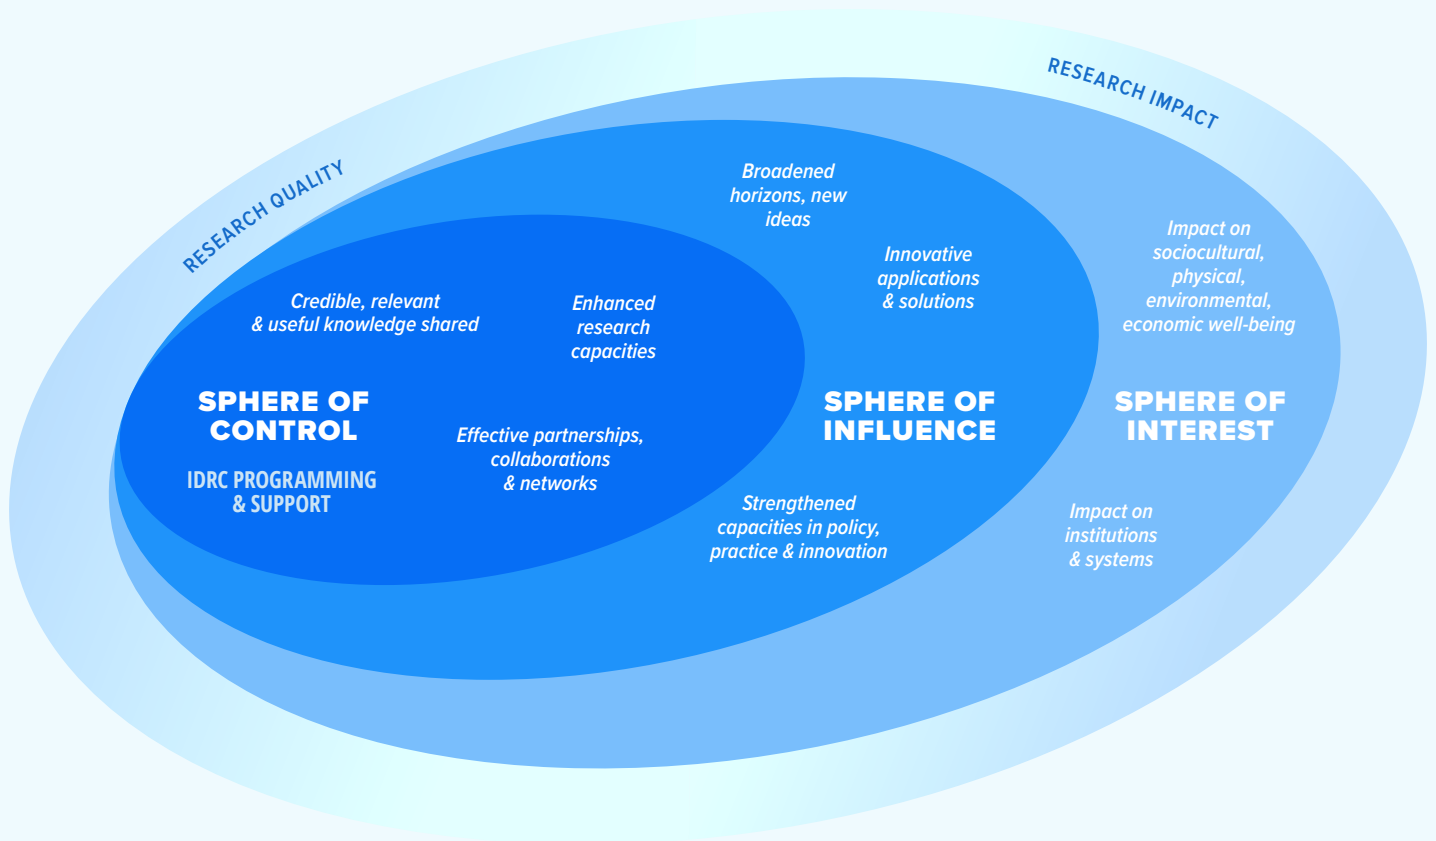 RESEARCH QUALITY
RESEARCH IMPACT
Credible, relevant
& useful knowledge shared
Enhanced
research
capacities
SPHERE OF
CONTROL
IDRC PROGRAMMING
& SUPPORT
Effective partnerships,
collaborations
& networks
Broadened
horizons, new
ideas
Innovative
applications
& solutions
SPHERE OF
INFLUENCE
Strengthened
capacities in policy,
practice & innovation
Impact on
sociocultural,
physical,
environmental,
economic well-being
SPHERE OF
INTEREST
Impact on
institutions
& systems